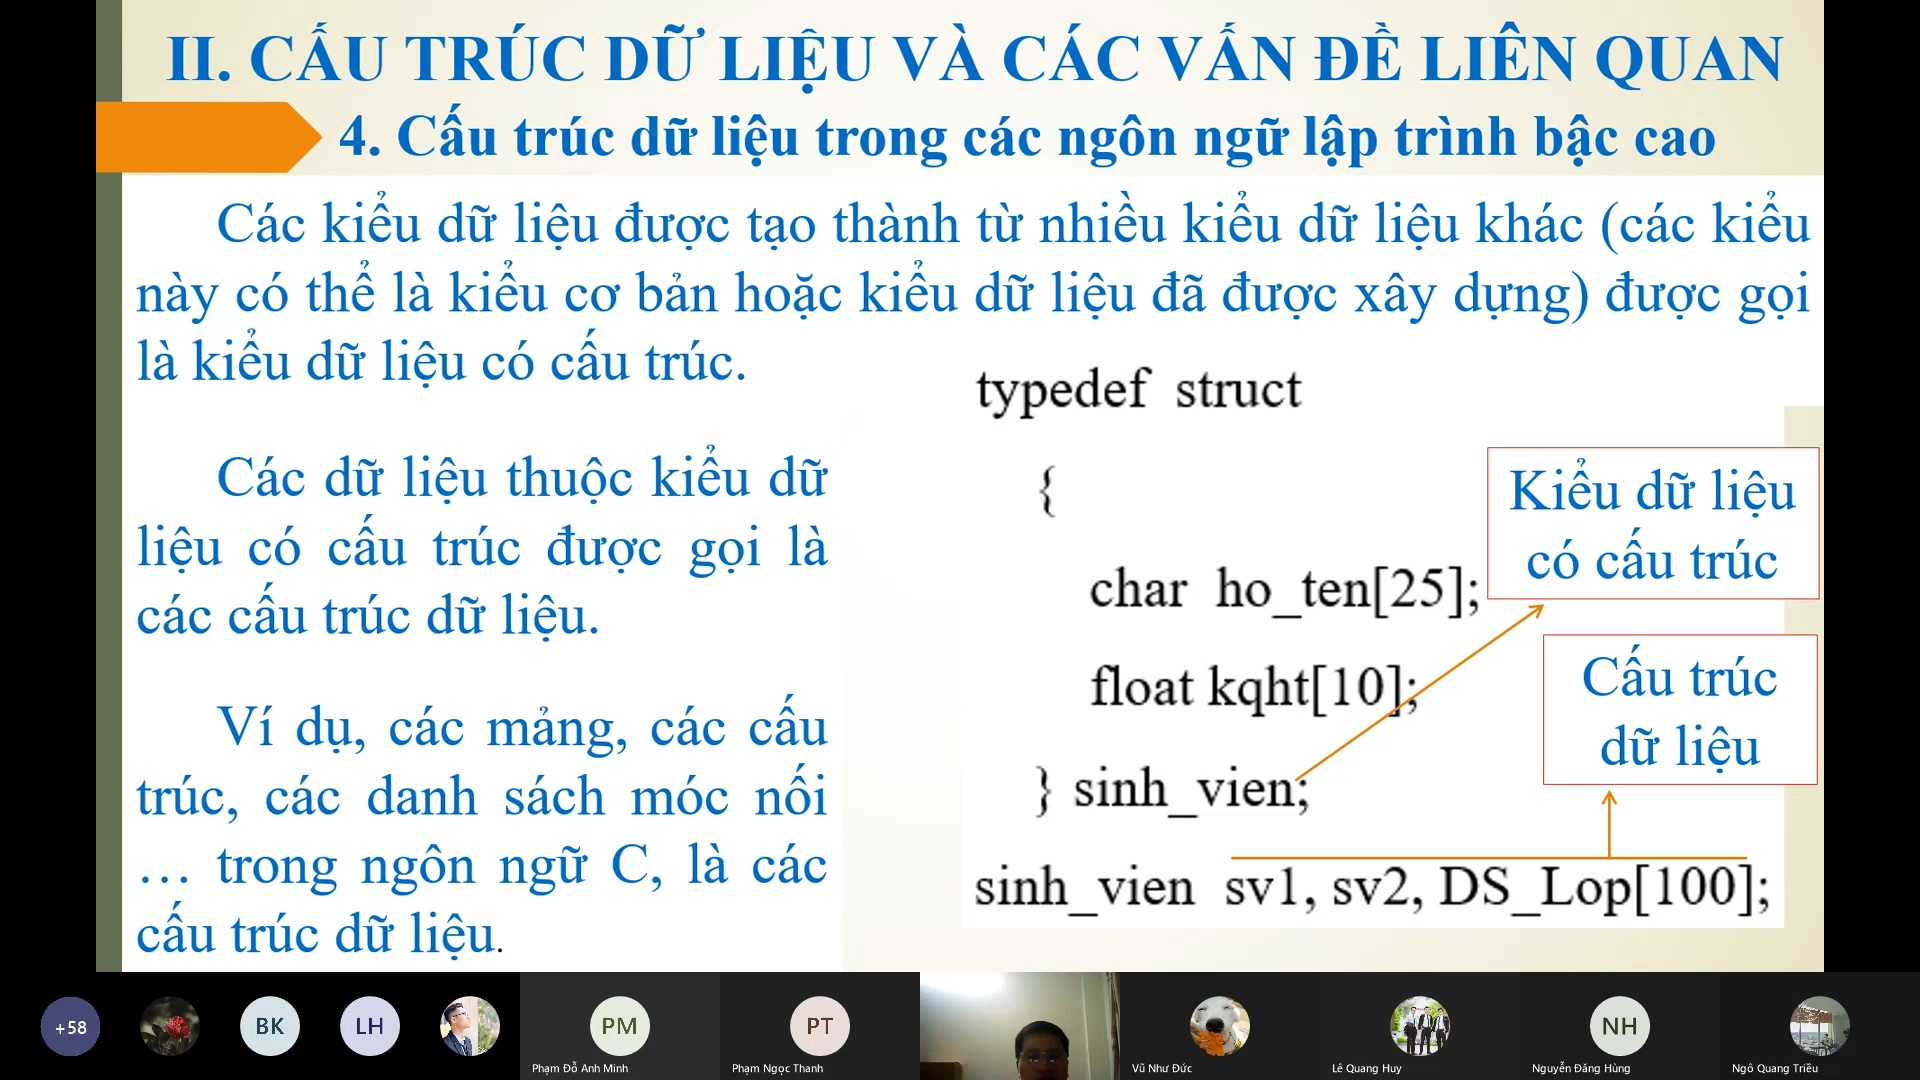 II. CẤU TRÚC DỮ LIỆU VÀ CÁC VẤN ĐỀ LIÊN QUAN
4. Cấu trúc dữ liệu trong các ngôn ngữ lập trình bậc cao
Các kiểu dữ liệu được tạo thành từ nhiều kiểu dữ liệu khác (các kiểu
này có thể là kiểu cơ bản hoặc kiểu dữ liệu đã được xây dựng) được gọi
là kiểu dữ liệu có cấu trúc.
Các dữ liệu thuộc kiểu dữ
liệu có cấu trúc được gọi là
các cấu trúc dữ liệu.
Ví dụ, các mảng, các cấu
trúc, các danh sách móc nối
… trong ngôn ngữ C, là các
cấu trúc dữ liệu.
typedef struct
{
char ho_ten[25];
float kqht[10];
} sinh_vien;
sinh_vien sv1, sv2, DS_Lop[100];
Kiểu dữ liệu
có cấu trúc
Cấu trúc
dữ liệu
+58
BK
LH
PM
Phạm Đỗ Anh Minh
PT
Phạm Ngọc Thanh
Vũ Như Đức
Lê Quang Huy
NH
Nguyễn Đăng Hùng
Ngô Quang Triều